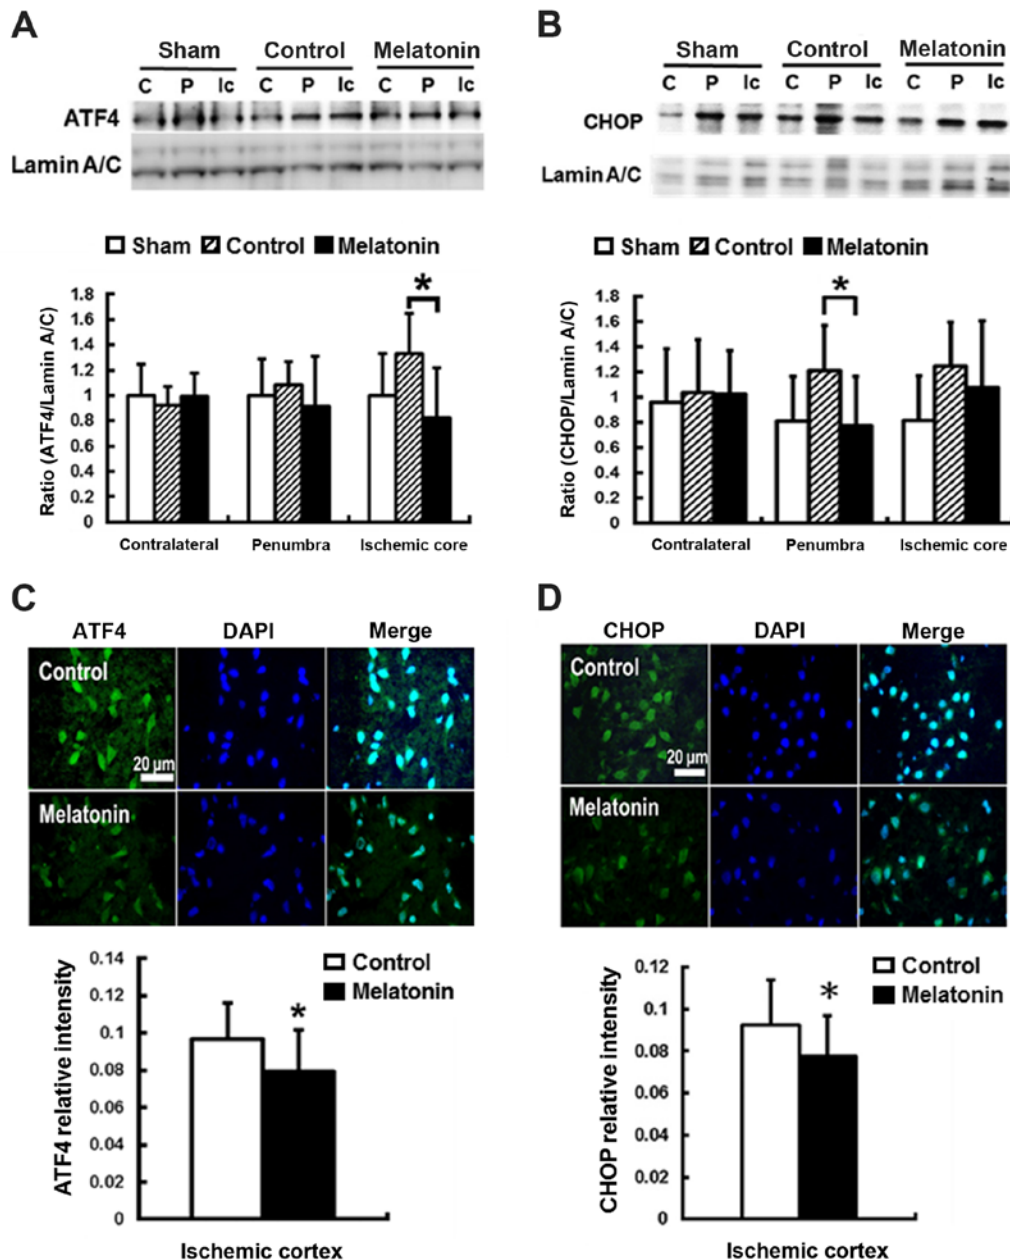 A
Sham Control Melatonin
C P Ic C P Ic C P Ic
ATF4
Lamin A/C
Sham Control Melatonin
Ratio (ATF4/Lamin A/C)
1.8
1.6
1.4
1.2
1
0.8
0.6
0.4
0.2
0
*
Contralateral Penumbra Ischemic core
B
Sham Control Melatonin
C P Ic C P Ic C P Ic
CHOP
Lamin A/C
Sham Control Melatonin
Ratio (CHOP/Lamin A/C)
1.8
1.6
1.4
1.2
1
0.8
0.6
0.4
0.2
0
*
Contralateral Penumbra Ischemic core
C
ATF4 DAPI Merge
Control
20 µm
Melatonin
ATF4 relative intensity
0.14
0.12
0.1
0.08
0.06
0.04
0.02
0
Control
Melatonin
*
Ischemic cortex
D
CHOP DAPI Merge
Control
20 µm
Melatonin
CHOP relative intensity
0.12
0.1
0.08
0.06
0.04
0.02
0
Control
Melatonin
*
Ischemic cortex